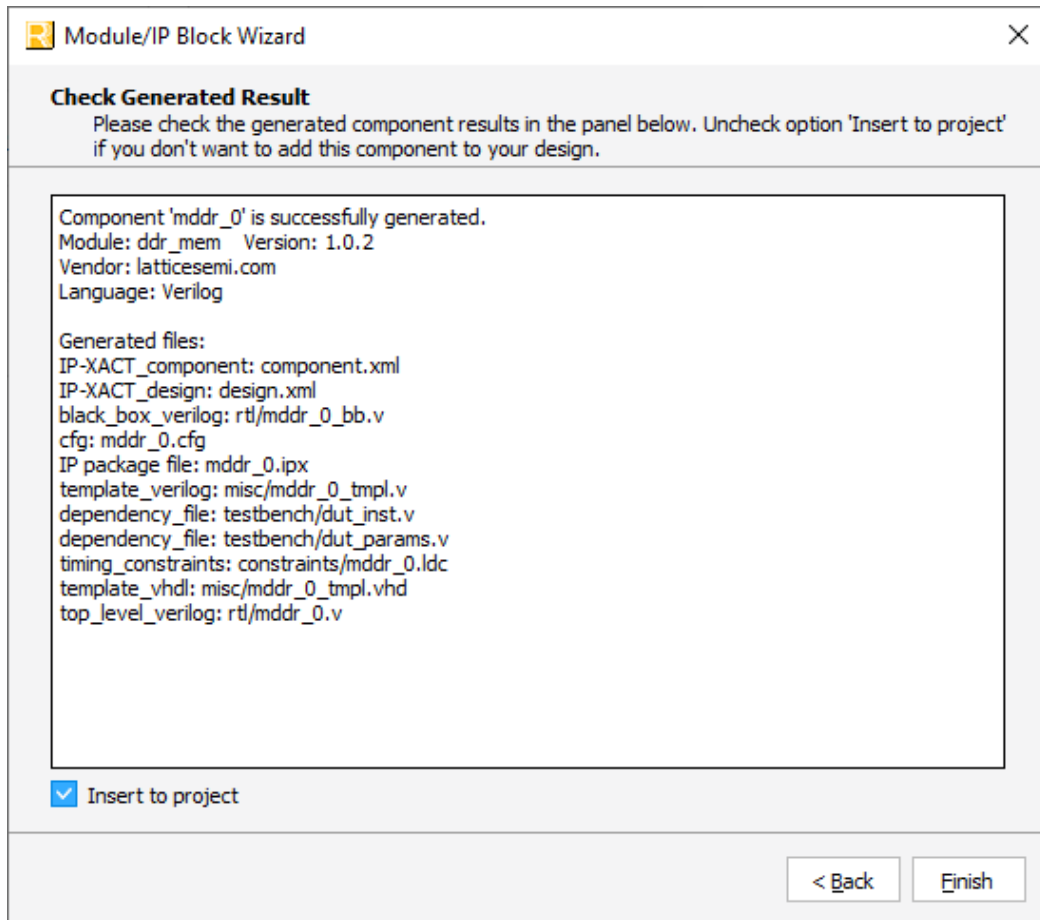 Module/IP Block Wizard
Check Generated Result
Please check the generated component results in the panel below. Uncheck option 'Insert to project'
if you don't want to add this component to your design.
Component 'mddr_0' is successfully generated.
Module: ddr_mem    Version: 1.0.2
Vendor: latticesemi.com
Language: Verilog
Generated files:
IP-XACT_component: component.xml
IP-XACT_design: design.xml
black_box_verilog: rtl/mddr_0_bb.v
cfg: mddr_0.cfg
IP package file: mddr_0.ipx
template_verilog: misc/mddr_0_tmpl.v
dependency_file: testbench/dut_inst.v
dependency_file: testbench/dut_params.v
timing_constraints: constraints/mddr_0.ldc
template_vhdl: misc/mddr_0_tmpl.vhd
top_level_verilog: rtl/mddr_0.v
Insert to project
< Back    Finish